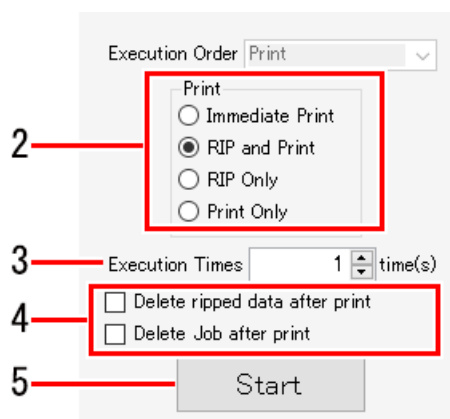 Execution Order Print
Print
Immediate Print
2
RIP and Print
RIP Only
Print Only
3 Execution Times 1 time(s)
Delete ripped data after print
4
Delete Job after print
5 Start